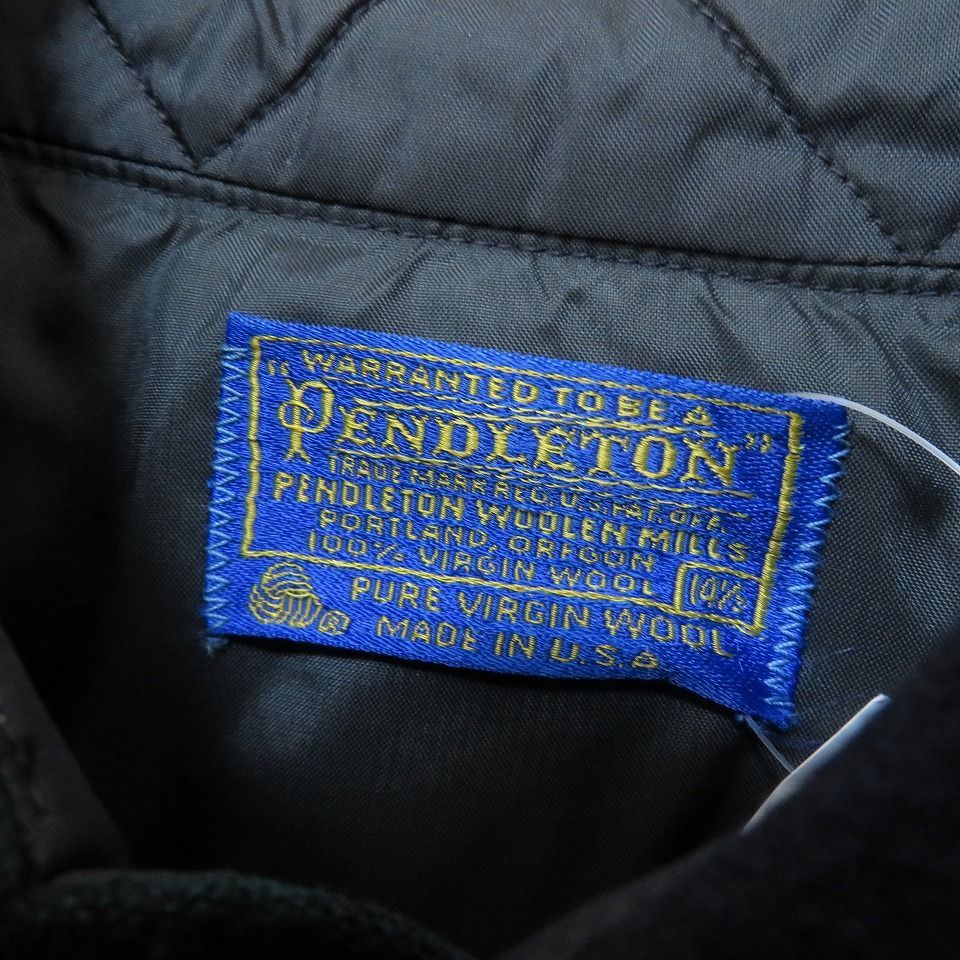 WARRANTED TO BE A
"PENDLETON"
TRADE MARK REG. U.S. PAT. OFF.
PENDLETON WOOLEN MILLS
PORTLAND, OREGON
100% VIRGIN WOOL
PURE VIRGIN WOOL
MADE IN U.S.A